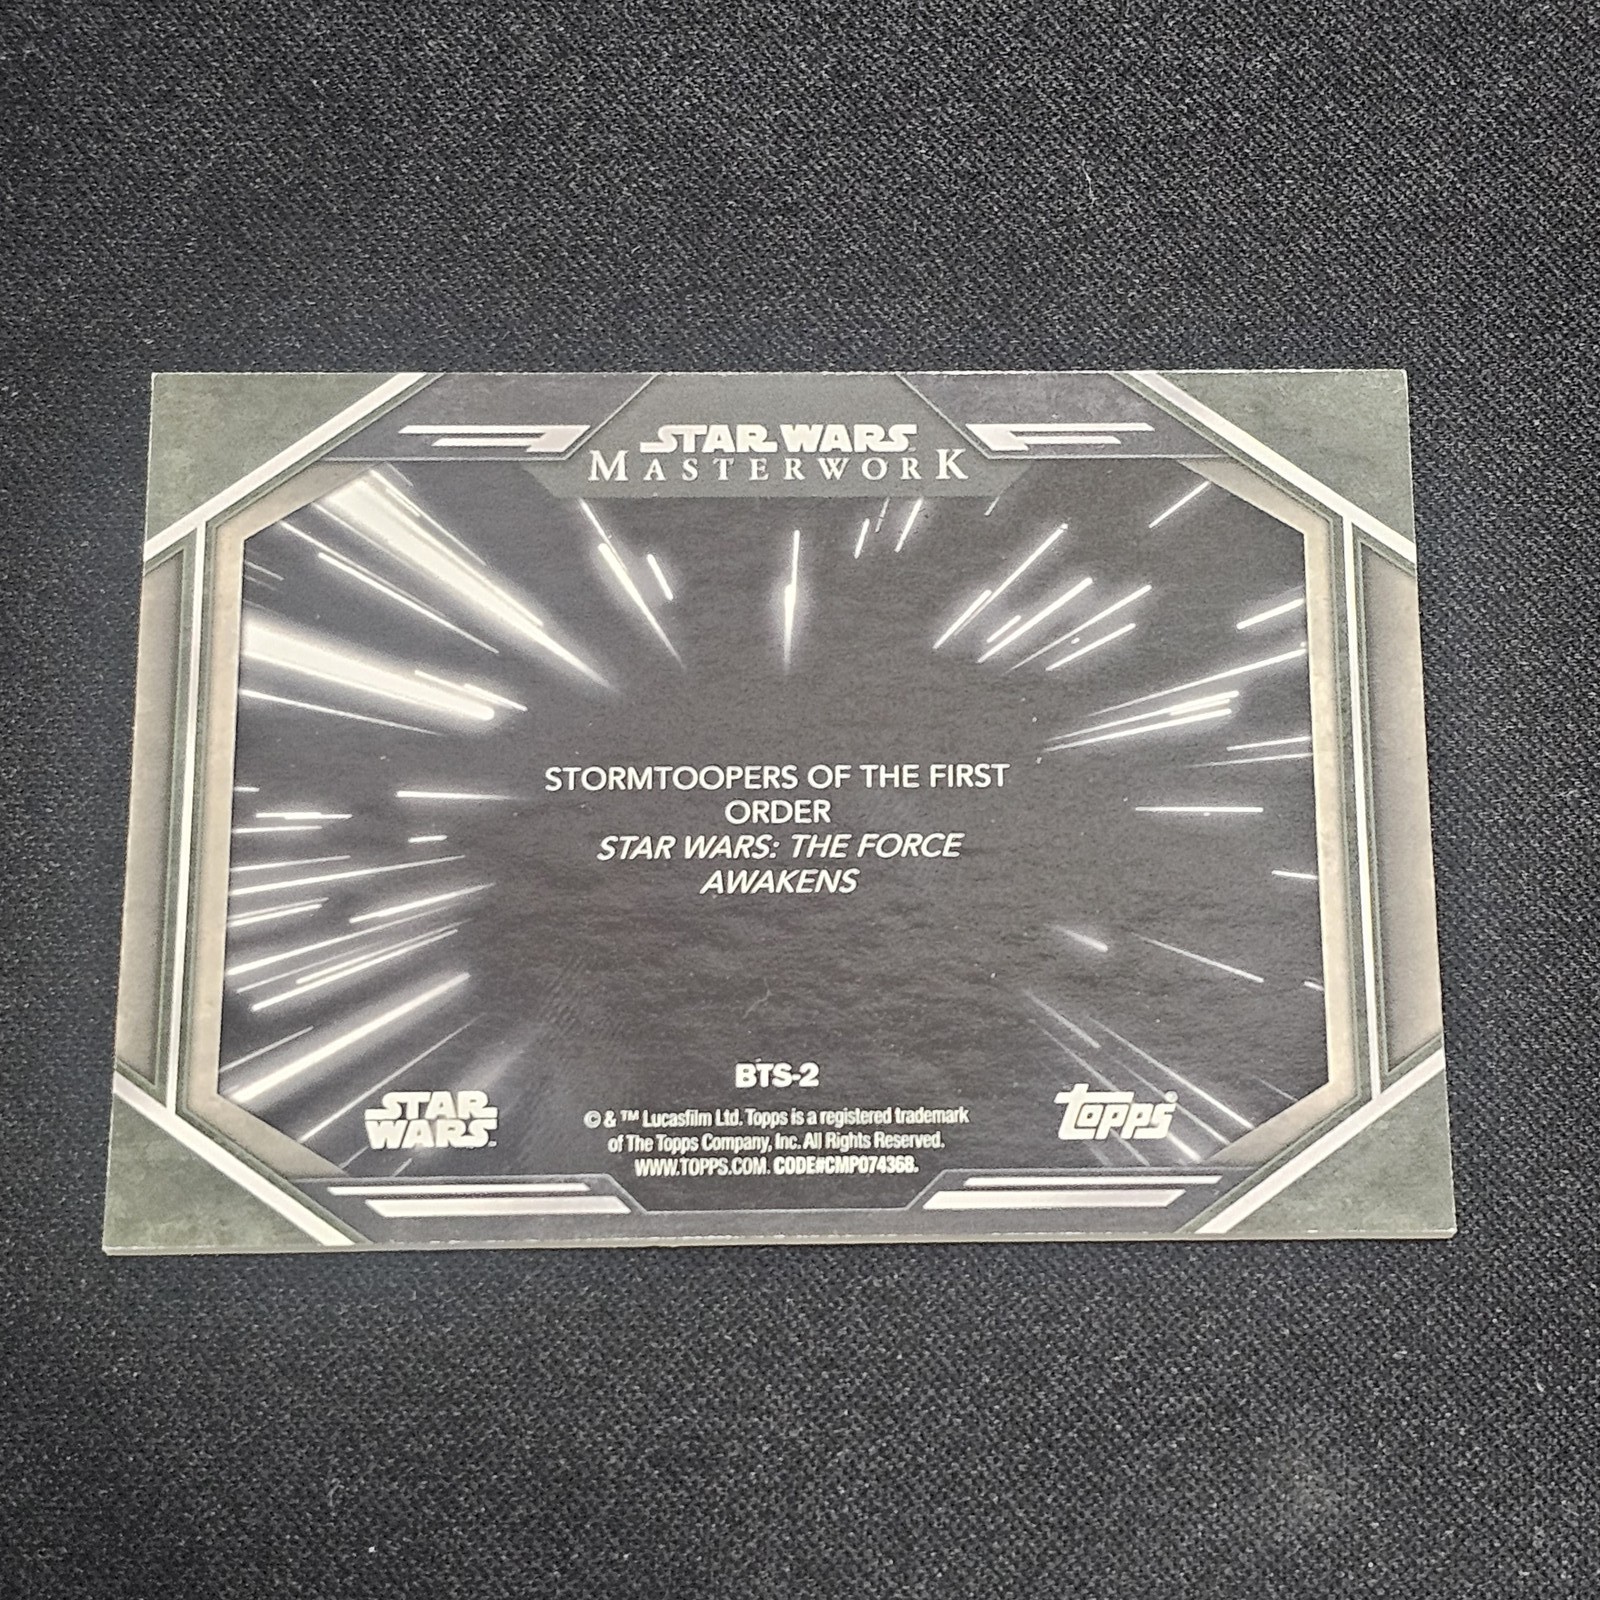 STAR WARS
MASTERWORK
STORMTOOPERS OF THE FIRST
ORDER
STAR WARS: THE FORCE
AWAKENS
BTS-2
STAR
WARS
© & ™ Lucasfilm Ltd. Topps is a registered trademark
of The Topps Company, Inc. All Rights Reserved.
WWW.TOPPS.COM. CODE#CMP074368.
topps®